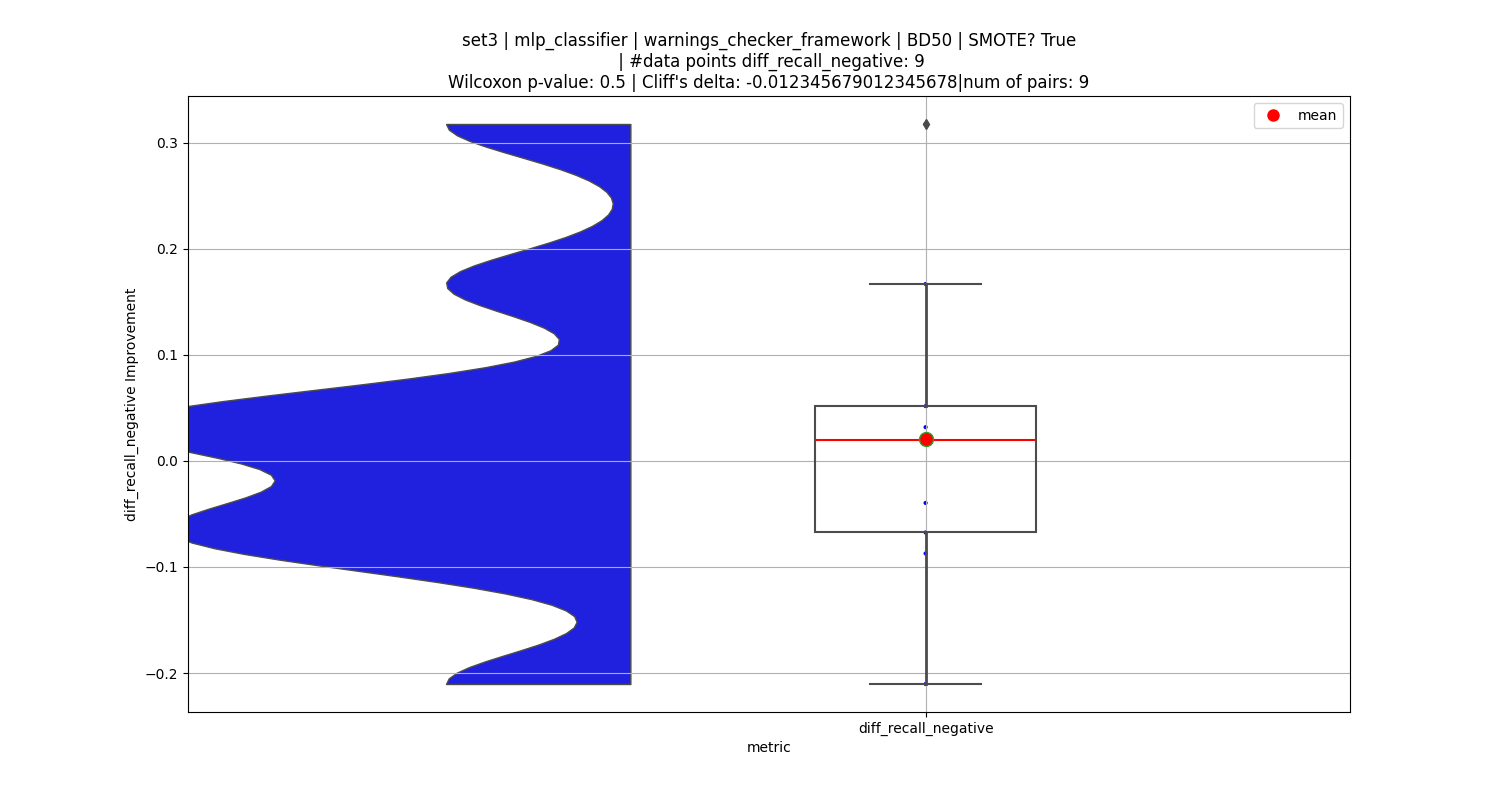 set3 | mlp_classifier | warnings_checker_framework | BD50 | SMOTE? True
| #data points diff_recall_negative: 9
Wilcoxon p-value: 0.5 | Cliff's delta: -0.012345679012345678|num of pairs: 9
mean
0.3
0.2
0.1
0.0
−0.1
−0.2
diff_recall_negative Improvement
diff_recall_negative
metric